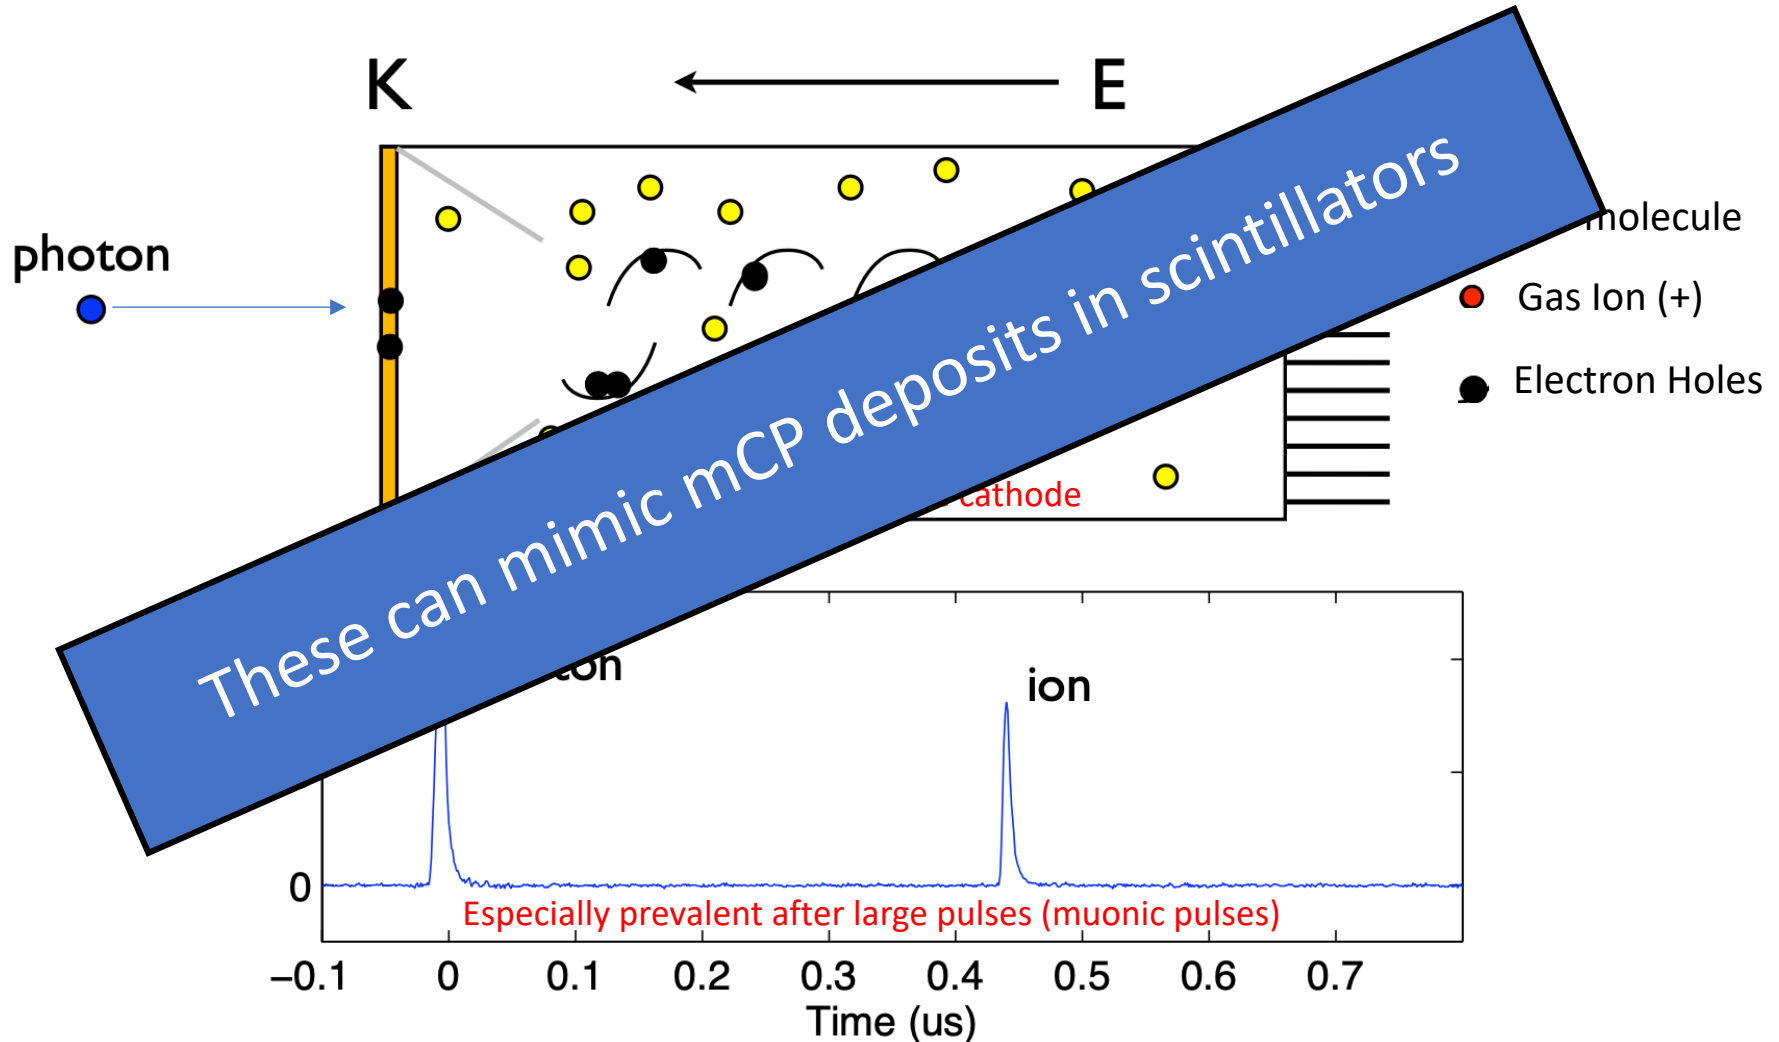 K
E
photon
molecule
Gas Ion (+)
Electron Holes
These can mimic mCP deposits in scintillators
cathode
ion
0
Especially prevalent after large pulses (muonic pulses)
−0.1 0 0.1 0.2 0.3 0.4 0.5 0.6 0.7
Time (us)